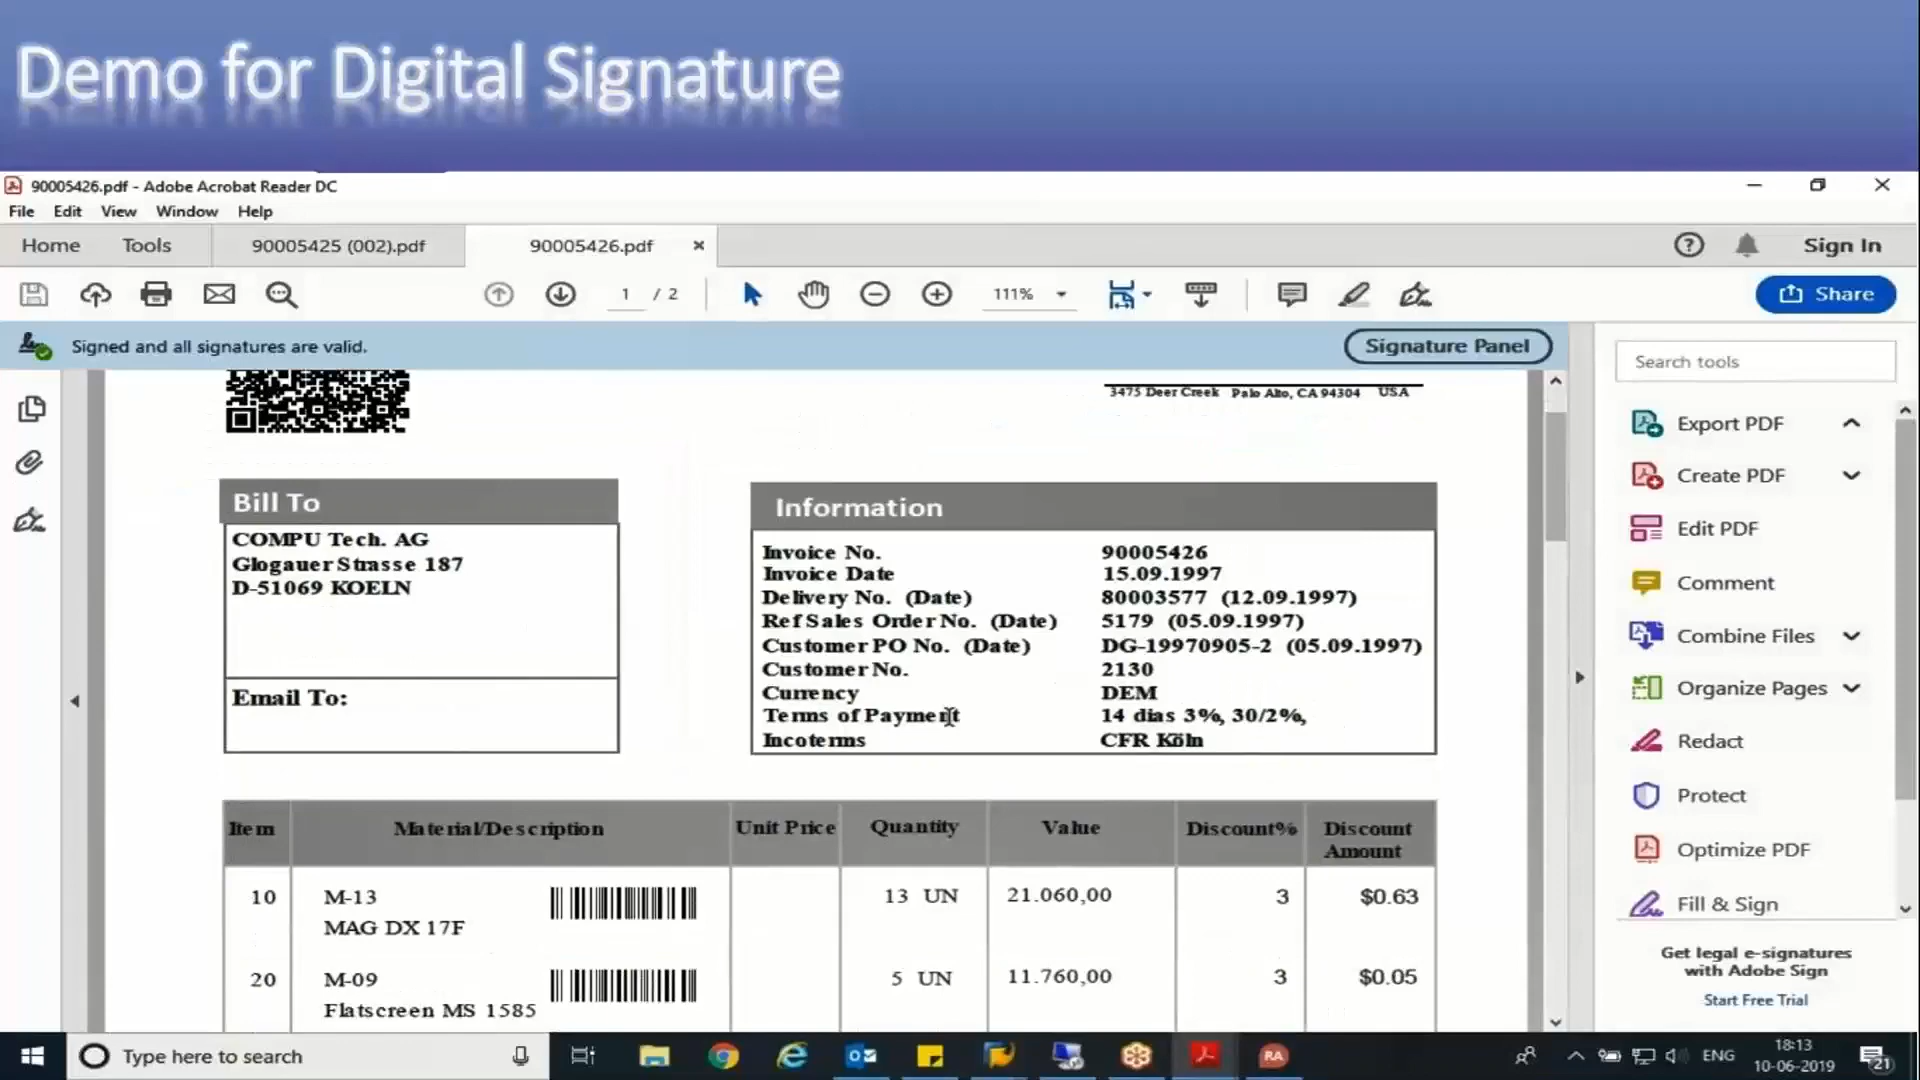 Demo for Digital Signature
90005426.pdf - Adobe Acrobat Reader DC
File Edit View Window Help
Home Tools 90005425 (002).pdf 90005426.pdf × Sign In
1 / 2 111% Share
Signed and all signatures are valid. Signature Panel
3475 Deer Creek Palo Alto, CA 94304 USA
Bill To
COMPU Tech. AG
Glogauer Strasse 187
D-51069 KOELN
Email To:
Information
Invoice No. 90005426
Invoice Date 15.09.1997
Delivery No. (Date) 80003577 (12.09.1997)
Ref Sales Order No. (Date) 5179 (05.09.1997)
Customer PO No. (Date) DG-19970905-2 (05.09.1997)
Customer No. 2130
Currency DEM
Terms of Payment 14 dias 3%, 30/2%,
Incoterms CFR Köln
Item Material/Description Unit Price Quantity Value Discount% Discount Amount
10 M-13 13 UN 21.060,00 3 $0.63
MAG DX 17F
20 M-09 5 UN 11.760,00 3 $0.05
Flatscreen MS 1585
Search tools
Export PDF
Create PDF
Edit PDF
Comment
Combine Files
Organize Pages
Redact
Protect
Optimize PDF
Fill & Sign
Get legal e-signatures
with Adobe Sign
Start Free Trial
Type here to search
RA
ENG
18:13
10-06-2019
21